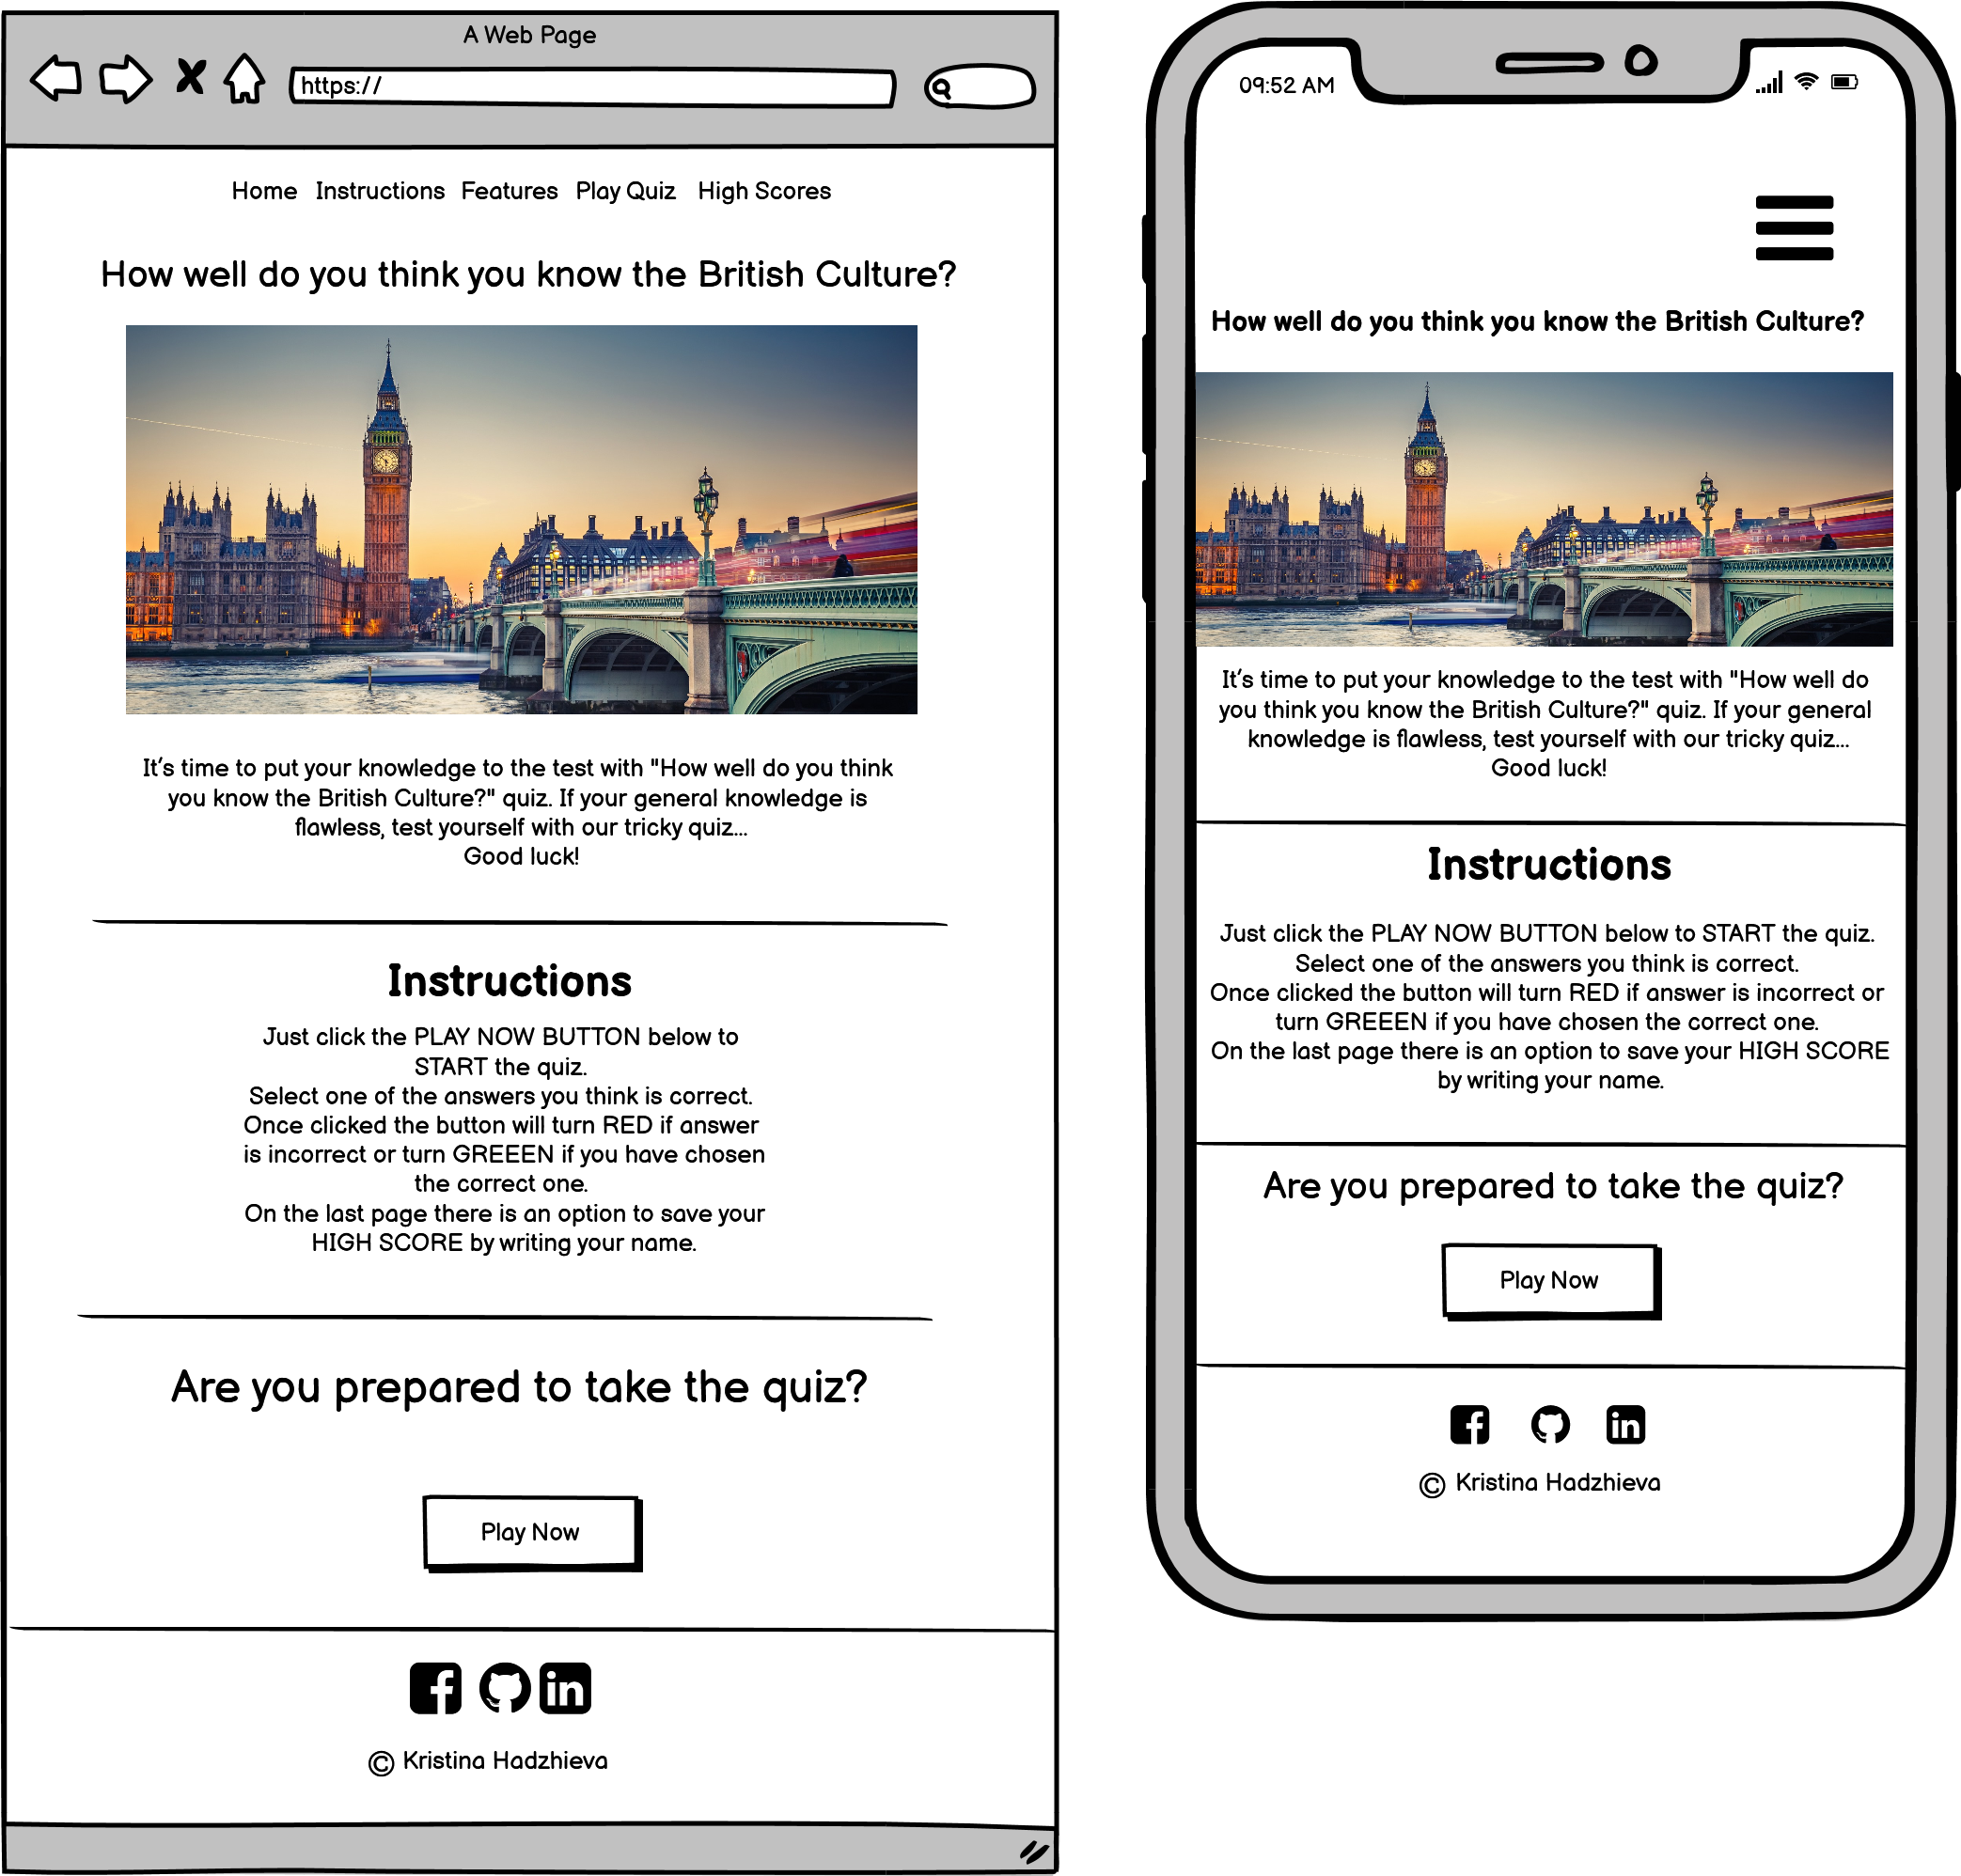 A Web Page
https://
Home Instructions Features Play Quiz High Scores
How well do you think you know the British Culture?
It's time to put your knowledge to the test with "How well do you think
you know the British Culture?" quiz. If your general knowledge is
flawless, test yourself with our tricky quiz...
Good luck!
Instructions
Just click the PLAY NOW BUTTON below to
START the quiz.
Select one of the answers you think is correct.
Once clicked the button will turn RED if answer
is incorrect or turn GREEEN if you have chosen
the correct one.
On the last page there is an option to save your
HIGH SCORE by writing your name.
Are you prepared to take the quiz?
Play Now
© Kristina Hadzhieva
09:52 AM
How well do you think you know the British Culture?
It's time to put your knowledge to the test with "How well do
you think you know the British Culture?" quiz. If your general
knowledge is flawless, test yourself with our tricky quiz...
Good luck!
Instructions
Just click the PLAY NOW BUTTON below to START the quiz.
Select one of the answers you think is correct.
Once clicked the button will turn RED if answer is incorrect or
turn GREEEN if you have chosen the correct one.
On the last page there is an option to save your HIGH SCORE
by writing your name.
Are you prepared to take the quiz?
Play Now
© Kristina Hadzhieva